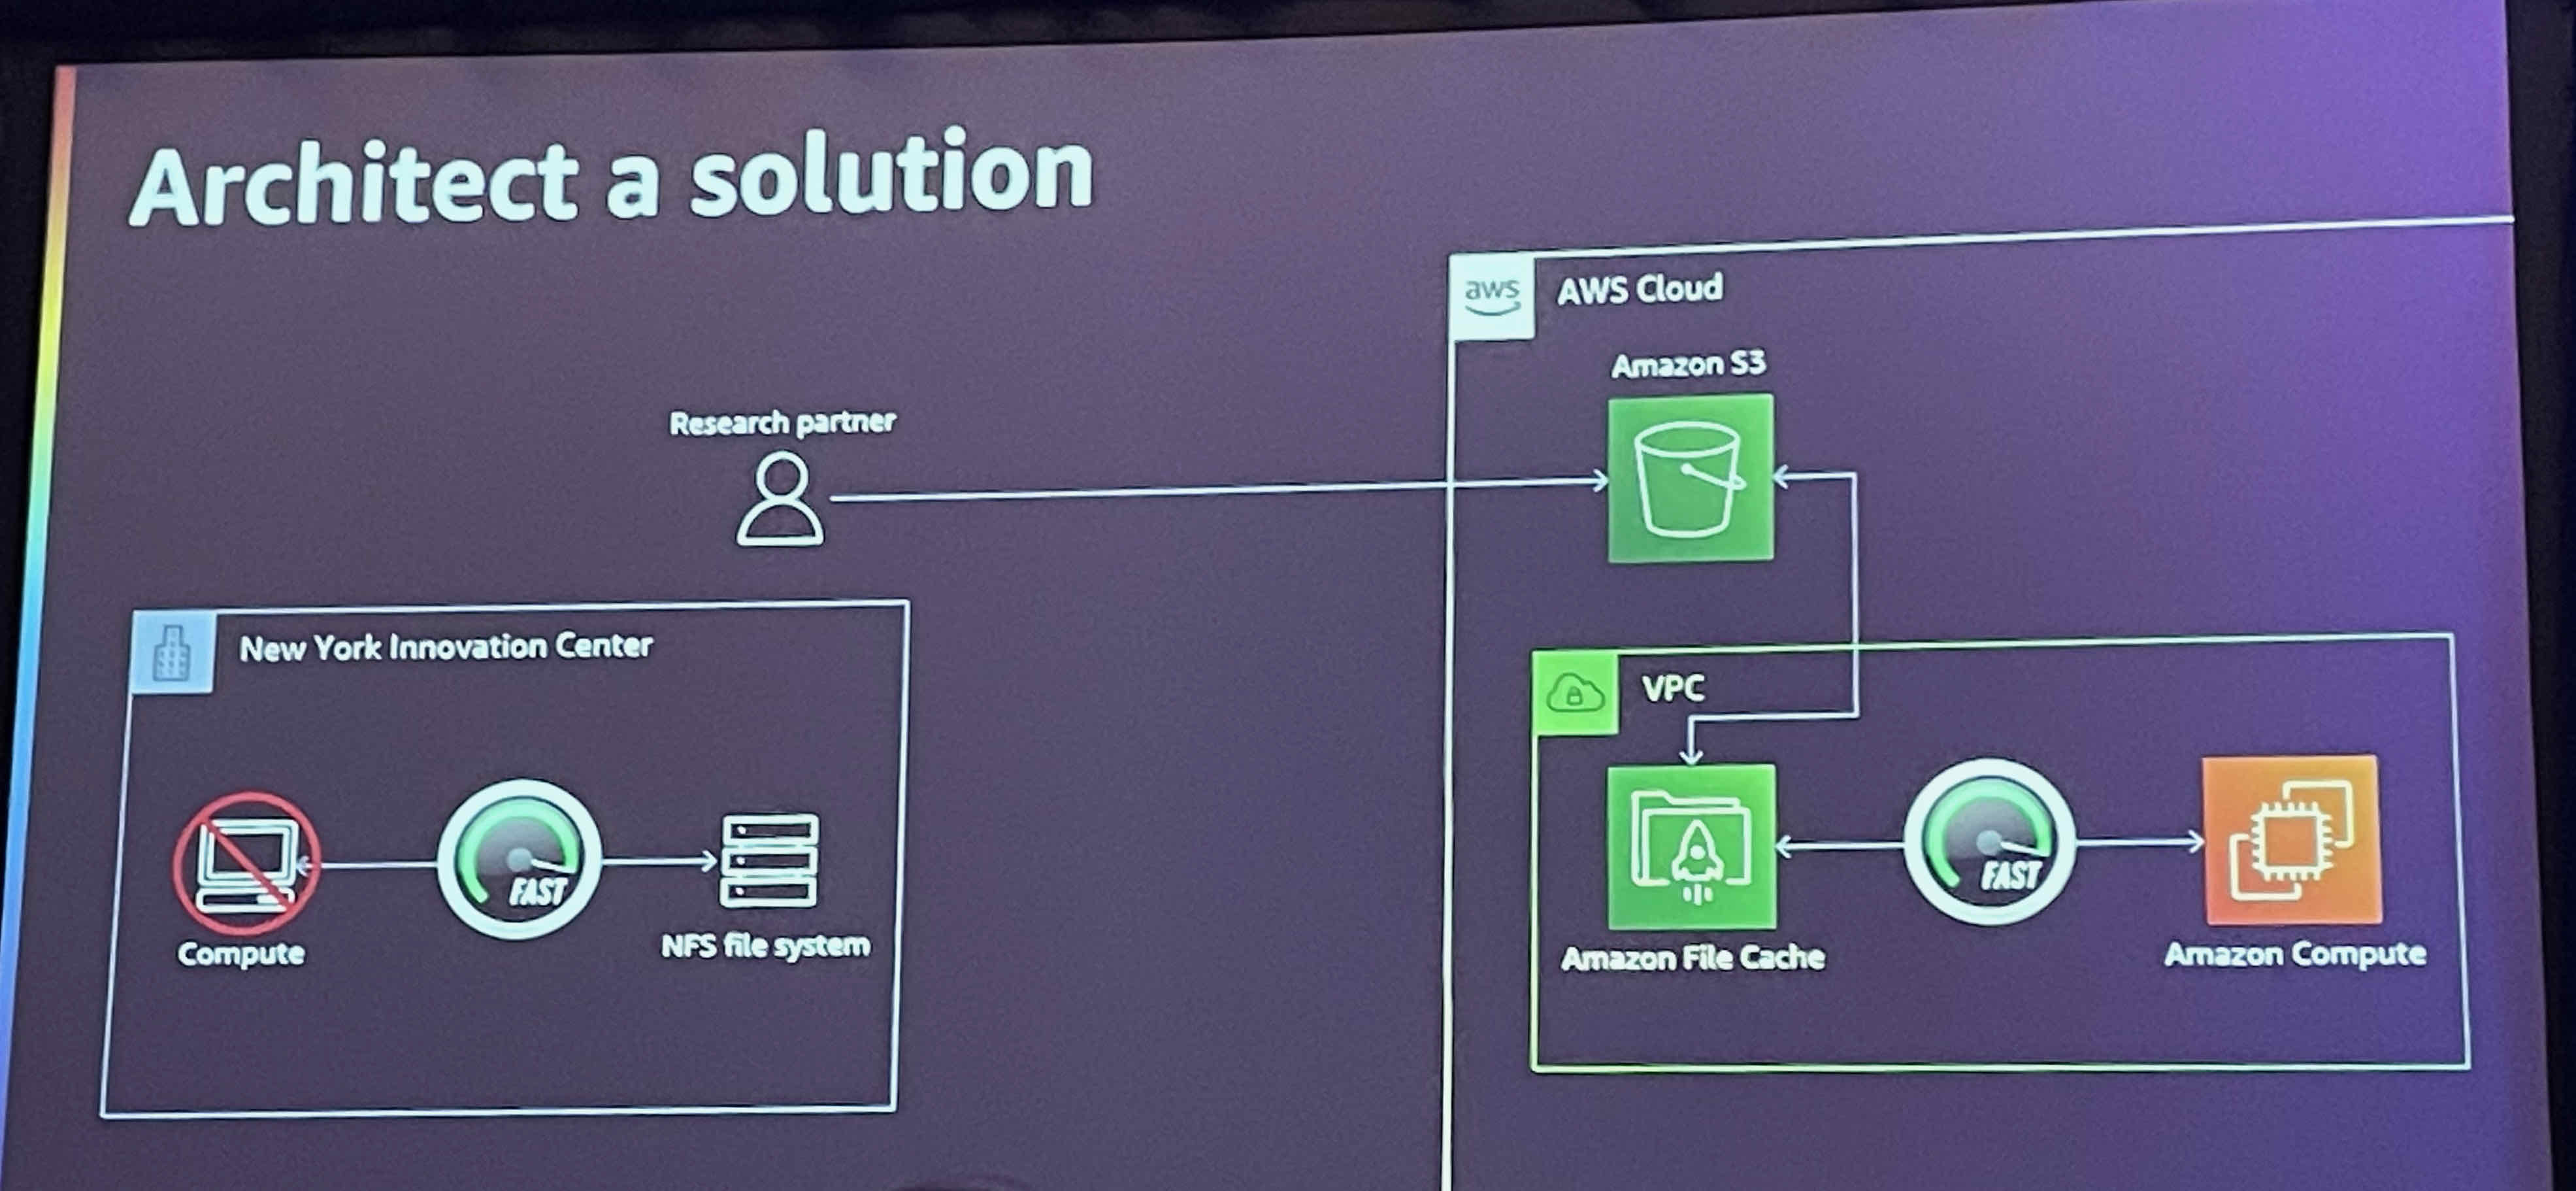 Architect a solution
aws
AWS Cloud
Amazon S3
Research partner
New York Innovation Center
VPC
FAST
FAST
Compute
NFS file system
Amazon File Cache
Amazon Compute